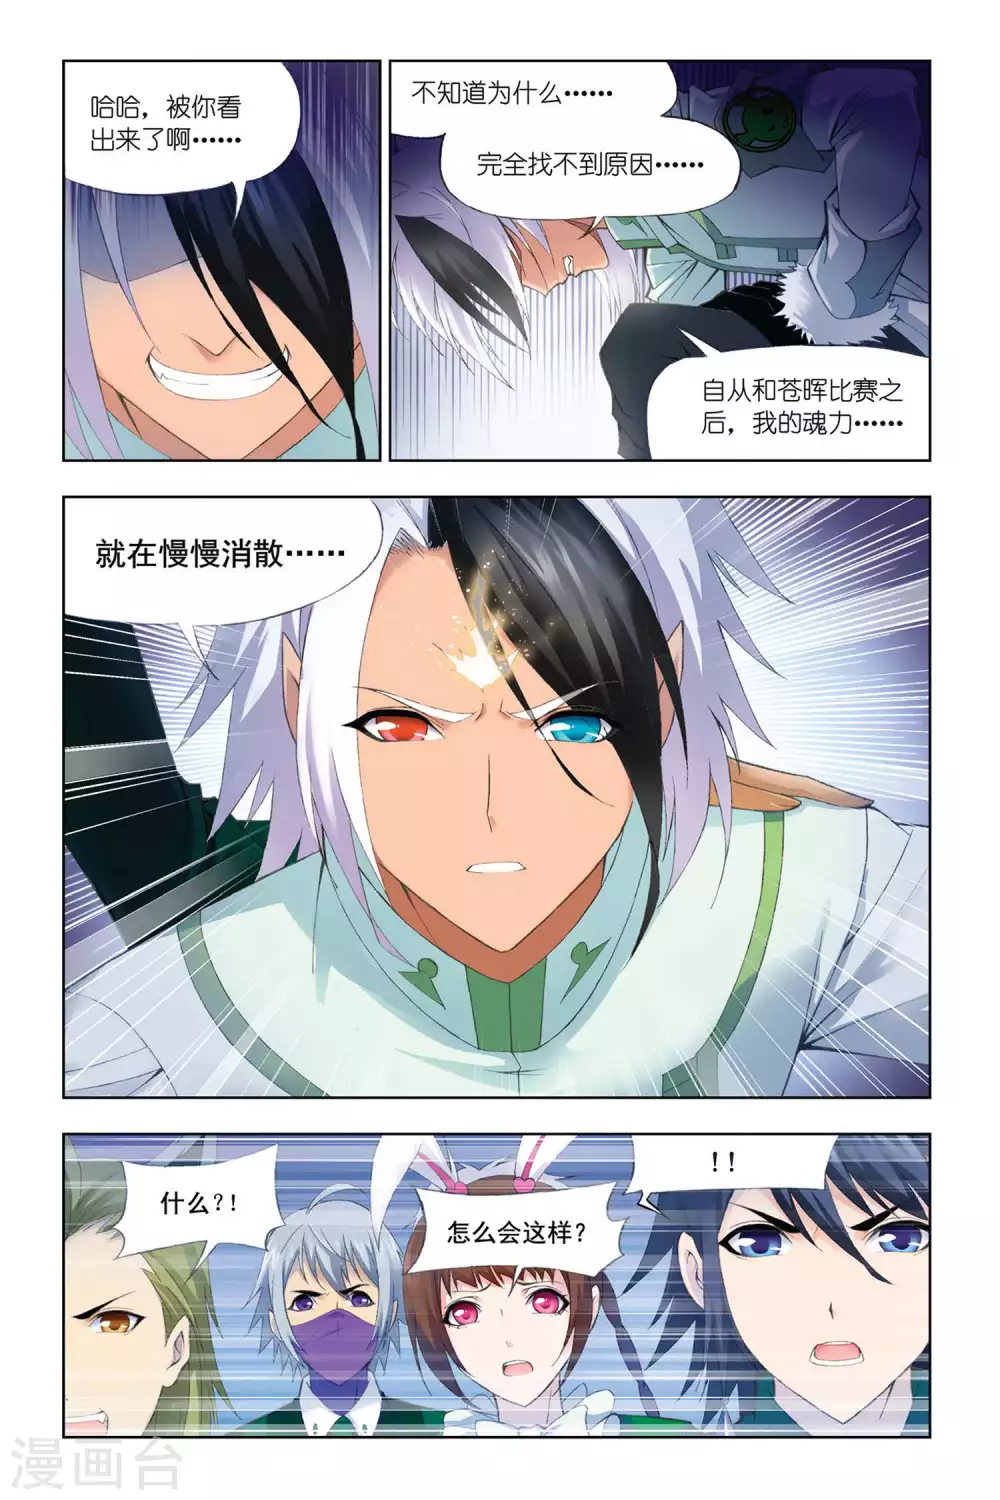 哈哈，被你看
出来了啊……
不知道为什么……
完全找不到原因……
自从和苍晖比赛之
后，我的魂力……
就在慢慢消散……
什么？！
怎么会这样？
！！
漫画台